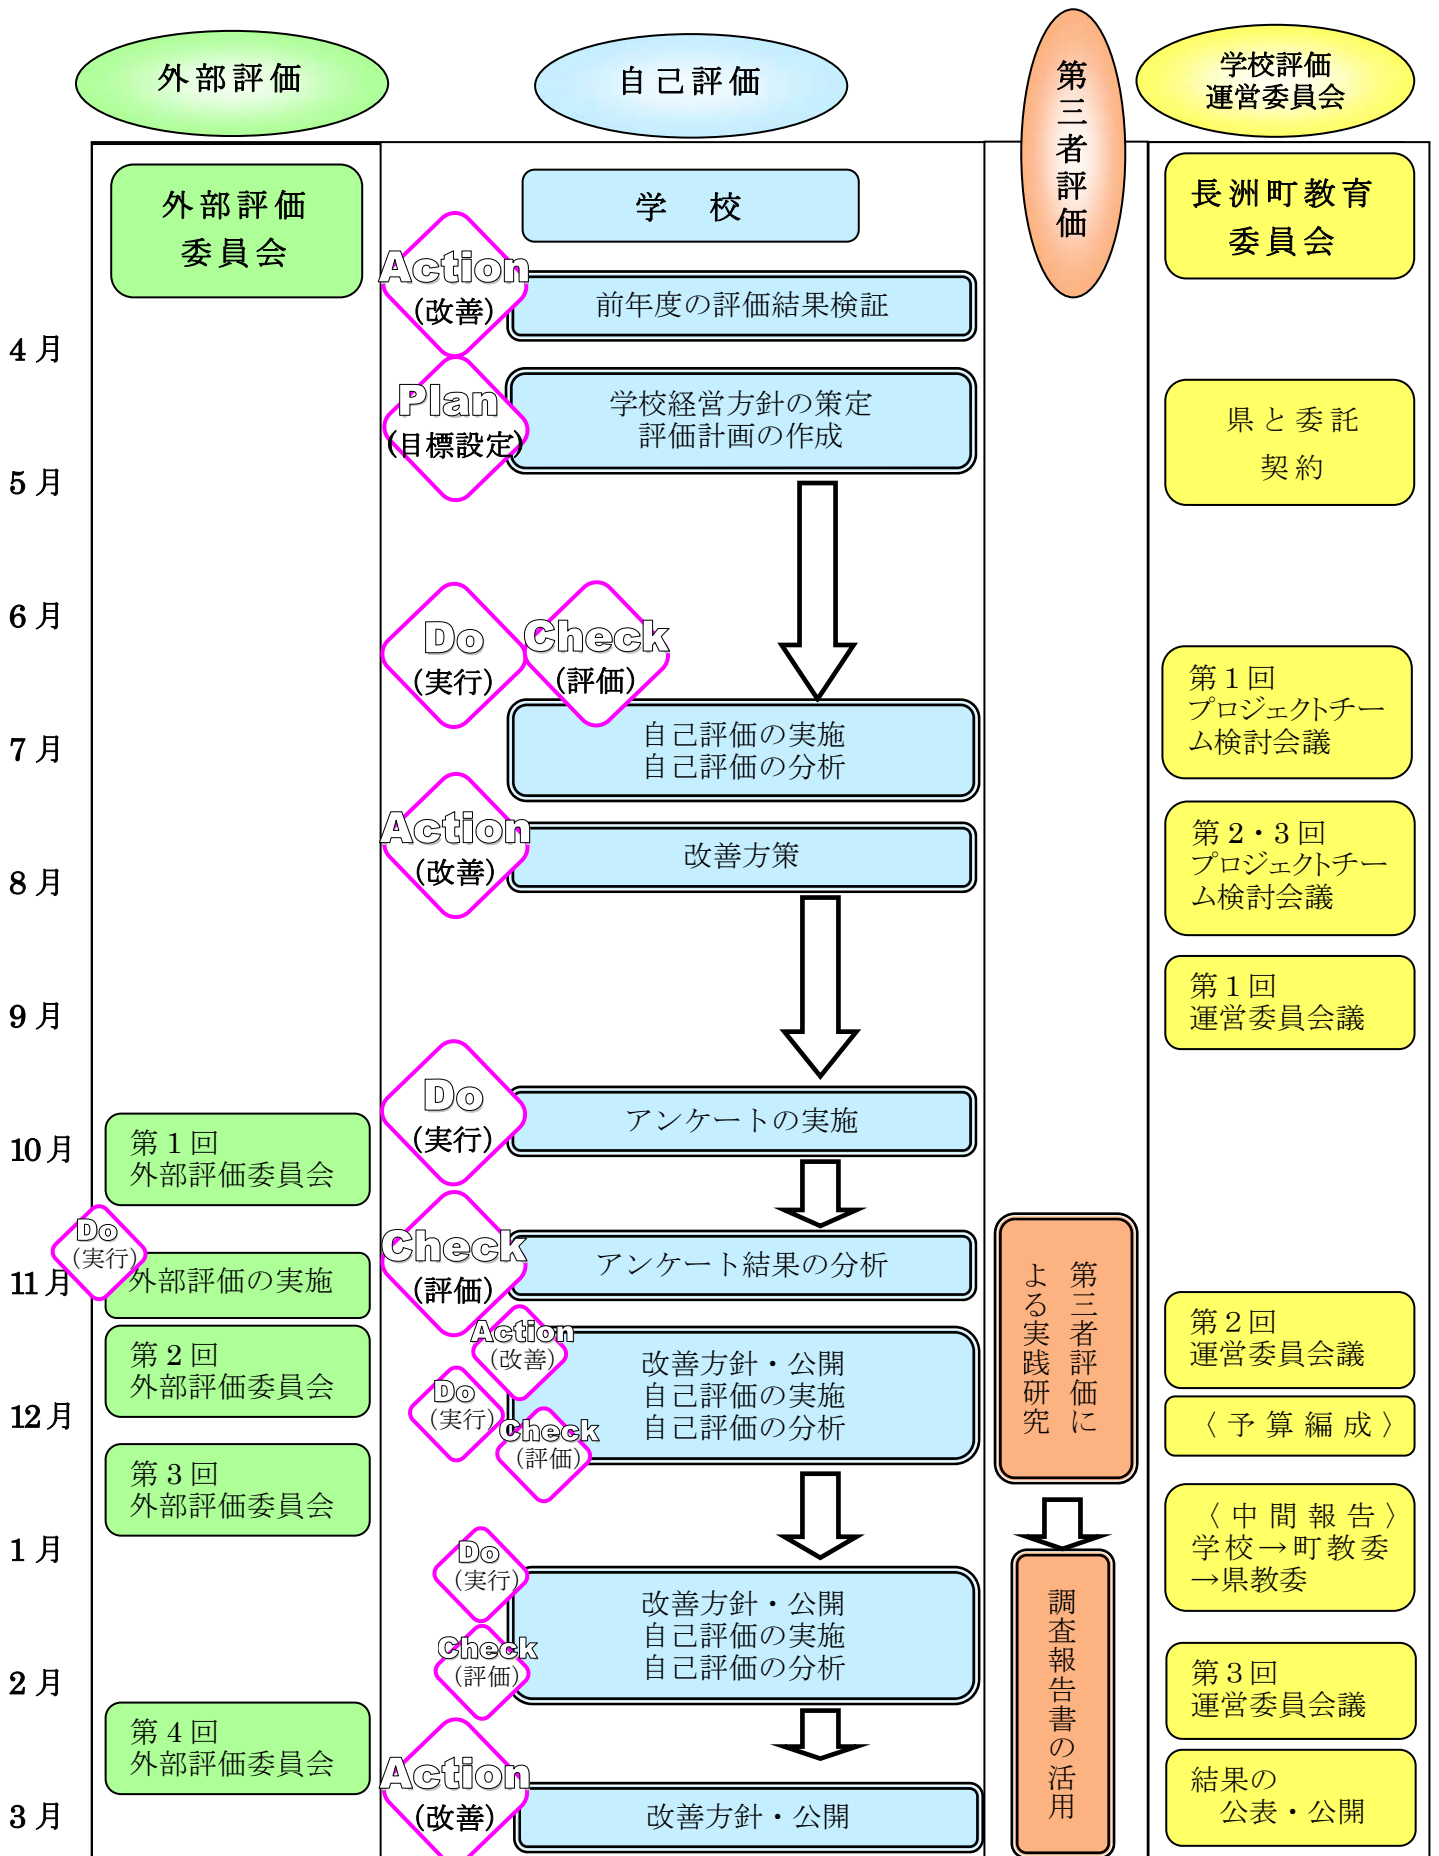 外部評価
自己評価
第三者評価
学校評価
運営委員会
外部評価
委員会
学　校
長洲町教育
委員会
Action
(改善)
前年度の評価結果検証
4月
Plan
(目標設定)
学校経営方針の策定
評価計画の作成
県と委託
契約
5月
6月
Do
(実行)
Check
(評価)
第1回
プロジェクトチー
ム検討会議
自己評価の実施
自己評価の分析
7月
Action
(改善)
改善方策
第2・3回
プロジェクトチー
ム検討会議
8月
第1回
運営委員会議
9月
Do
(実行)
アンケートの実施
10月
第1回
外部評価委員会
Do
(実行)
11月
外部評価の実施
Check
(評価)
アンケート結果の分析
第三者評価に
よる実践研究
第2回
運営委員会議
第2回
外部評価委員会
Action
(改善)
Do
(実行)
Check
(評価)
改善方針・公開
自己評価の実施
自己評価の分析
12月
〈予算編成〉
第3回
外部評価委員会
〈中間報告〉
学校→町教委
→県教委
1月
Do
(実行)
Check
(評価)
改善方針・公開
自己評価の実施
自己評価の分析
調査報告書の活用
2月
第3回
運営委員会議
第4回
外部評価委員会
Action
(改善)
改善方針・公開
結果の
公表・公開
3月